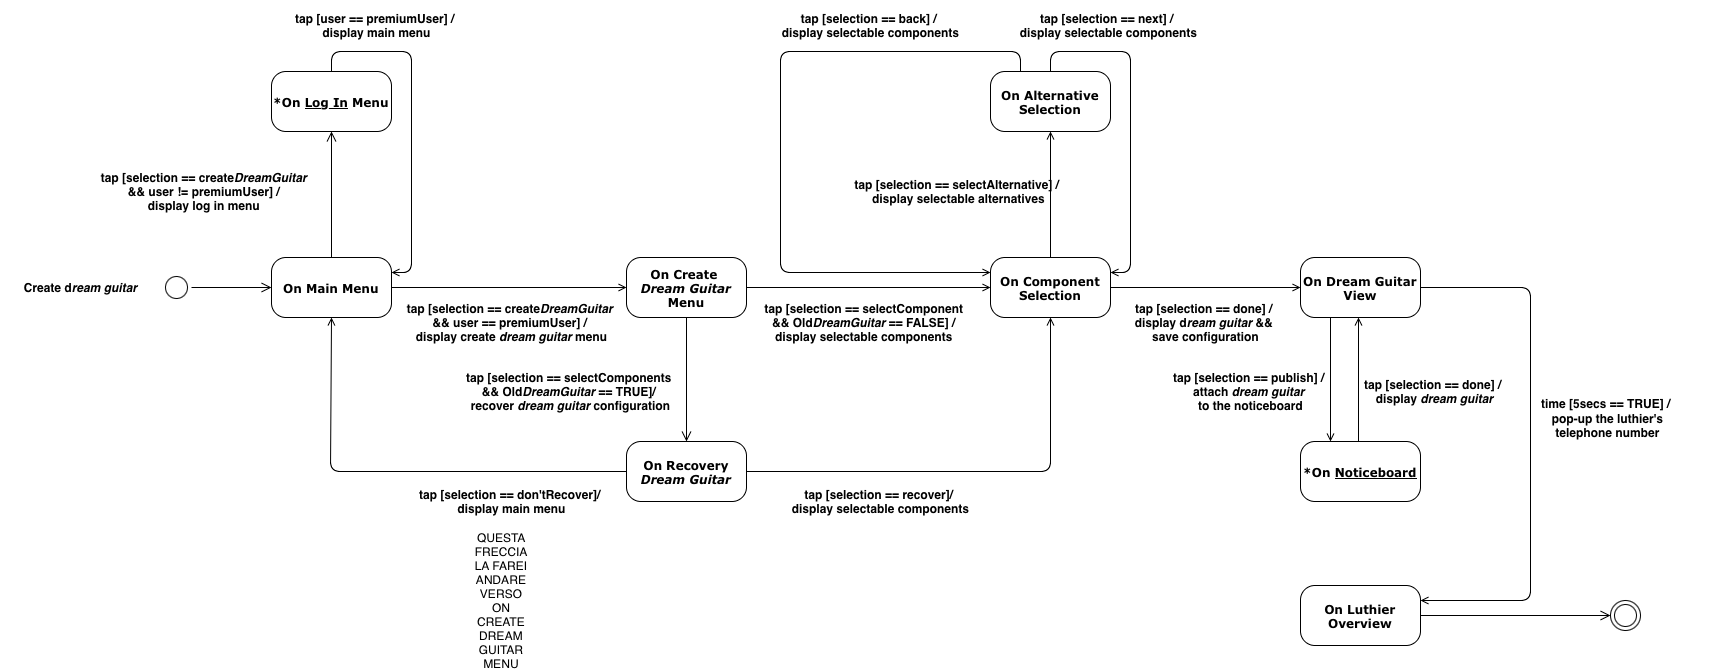 tap [user == premiumUser] /
display main menu
tap [selection == back] /
display selectable components
tap [selection == next] /
display selectable components
*On Log In Menu
On Alternative
Selection
tap [selection == createDreamGuitar
&& user != premiumUser] /
display log in menu
tap [selection == selectAlternative] /
display selectable alternatives
Create dream guitar
On Main Menu
On Create
Dream Guitar
Menu
On Component
Selection
On Dream Guitar
View
tap [selection == createDreamGuitar
&& user == premiumUser] /
display create dream guitar menu
tap [selection == selectComponent
&& OldDreamGuitar == FALSE] /
display selectable components
tap [selection == done] /
display dream guitar &&
save configuration
tap [selection == selectComponents
&& OldDreamGuitar == TRUE]/
recover dream guitar configuration
tap [selection == publish] /
attach dream guitar
to the noticeboard
tap [selection == done] /
display dream guitar
time [5secs == TRUE] /
pop-up the luthier's
telephone number
On Recovery
Dream Guitar
*On Noticeboard
tap [selection == don'tRecover]/
display main menu
tap [selection == recover]/
display selectable components
QUESTA
FRECCIA
LA FAREI
ANDARE
VERSO
ON
CREATE
DREAM
GUITAR
MENU
On Luthier
Overview